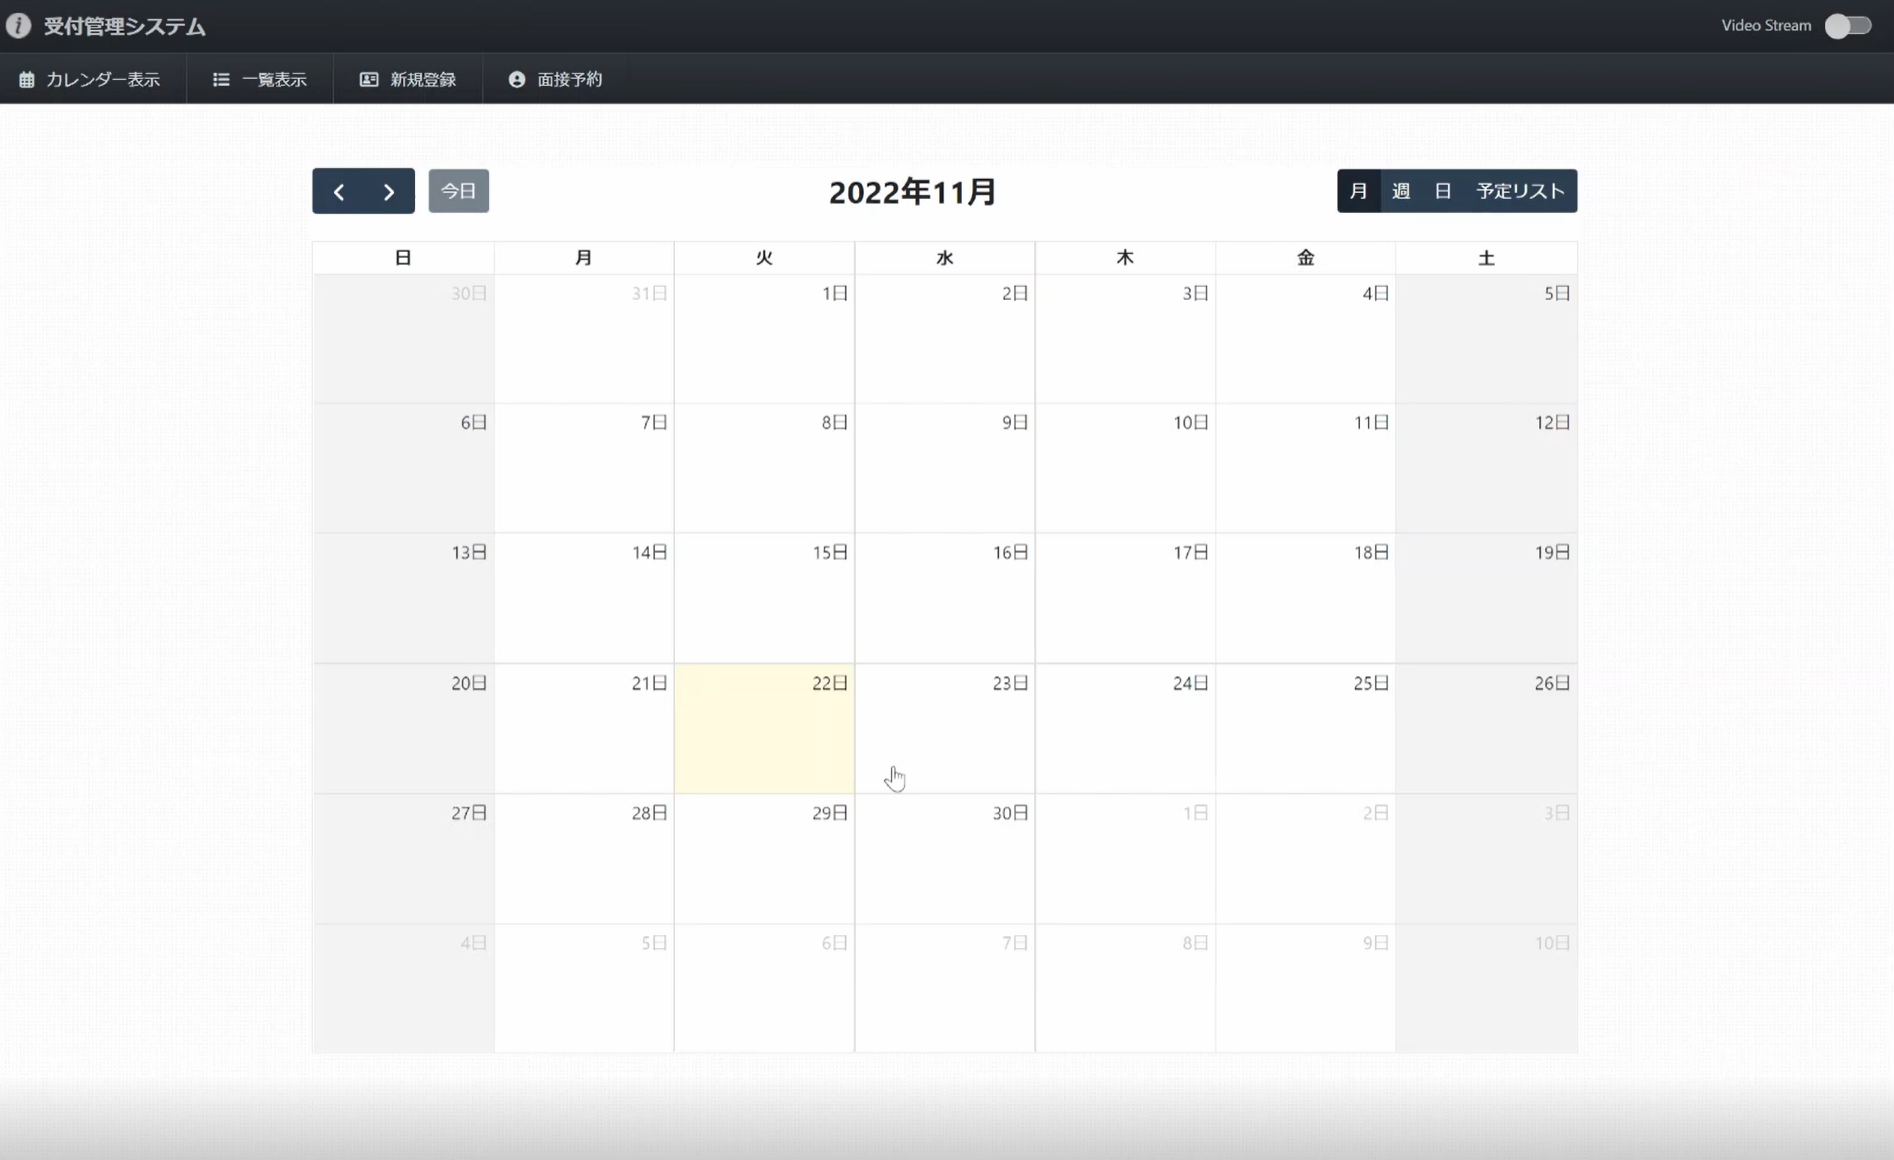 受付管理システム
Video Stream
カレンダー表示 一覧表示 新規登録 面接予約
今日 2022年11月 月 週 日 予定リスト
日 月 火 水 木 金 土
30日 31日 1日 2日 3日 4日 5日
6日 7日 8日 9日 10日 11日 12日
13日 14日 15日 16日 17日 18日 19日
20日 21日 22日 23日 24日 25日 26日
27日 28日 29日 30日 1日 2日 3日
4日 5日 6日 7日 8日 9日 10日